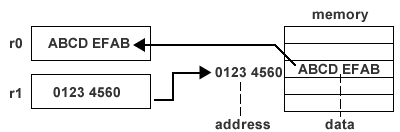 memory
r0 ABCD EFAB
0123 4560 ABCD EFAB
r1 0123 4560
address data